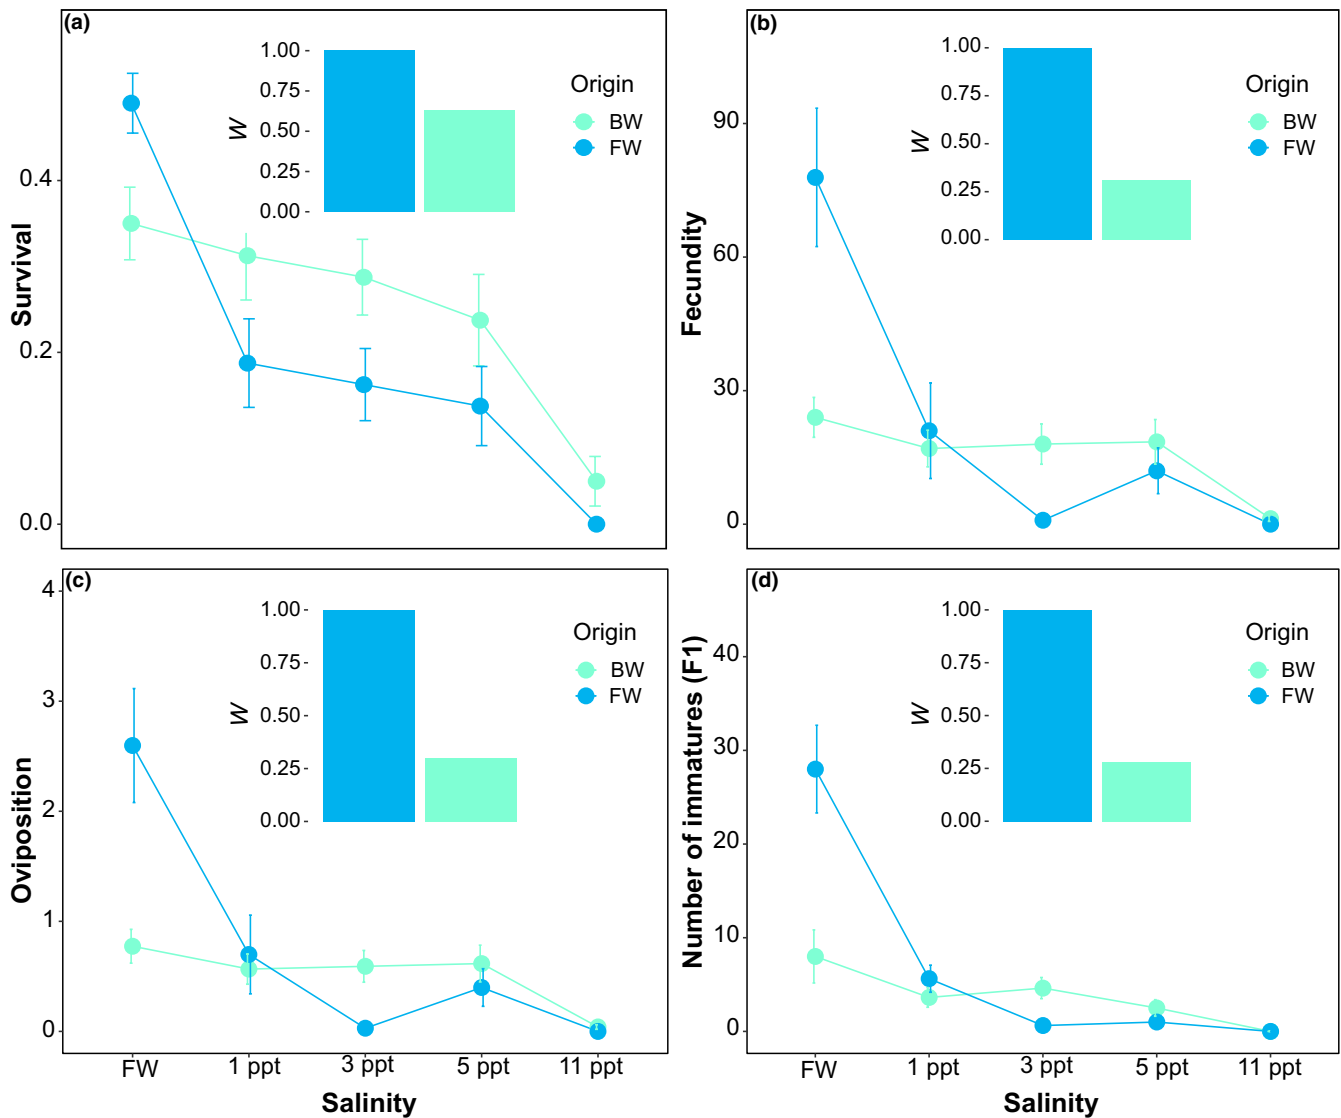 (a)
Survival
0.4
0.2
0.0
W
1.00
0.75
0.50
0.25
0.00
Origin
BW
FW
(b)
Fecundity
90
60
30
0
W
1.00
0.75
0.50
0.25
0.00
Origin
BW
FW
(c)
Oviposition
4
3
2
1
0
W
1.00
0.75
0.50
0.25
0.00
Origin
BW
FW
FW 1 ppt 3 ppt 5 ppt 11 ppt
Salinity
(d)
Number of immatures (F1)
40
30
20
10
0
W
1.00
0.75
0.50
0.25
0.00
Origin
BW
FW
FW 1 ppt 3 ppt 5 ppt 11 ppt
Salinity